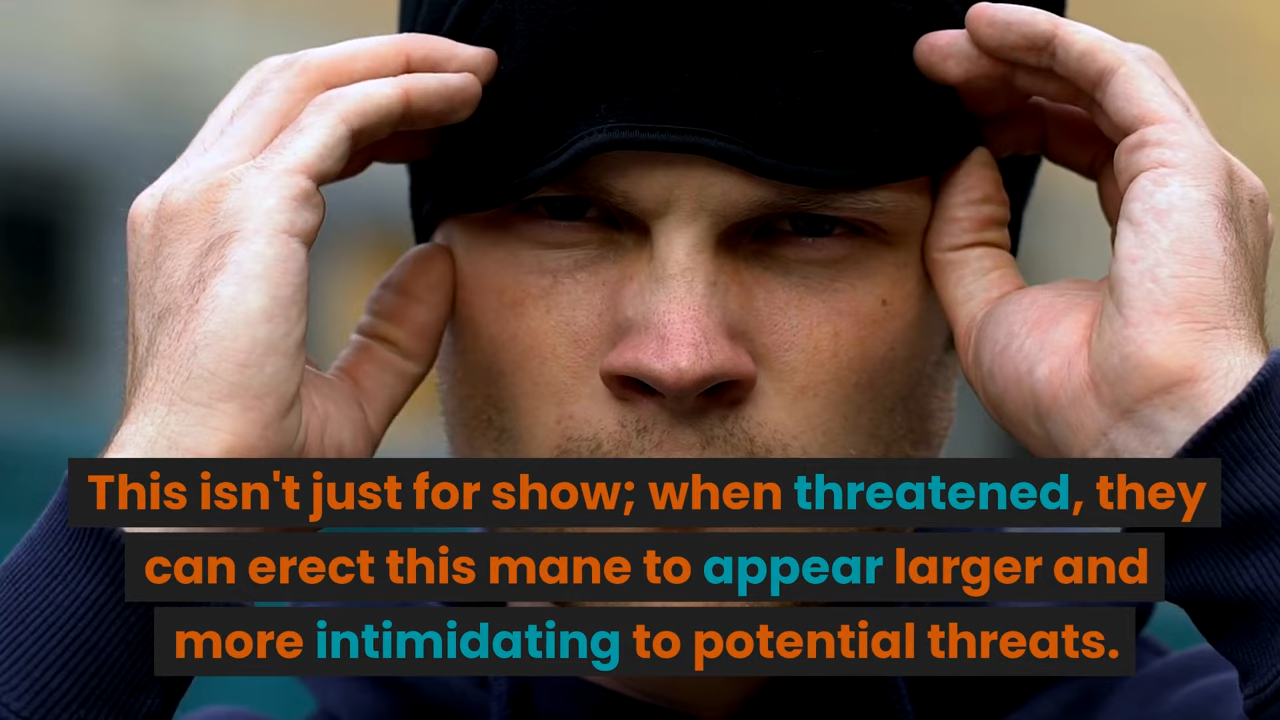 This isn't just for show; when threatened, they
can erect this mane to appear larger and
more intimidating to potential threats.